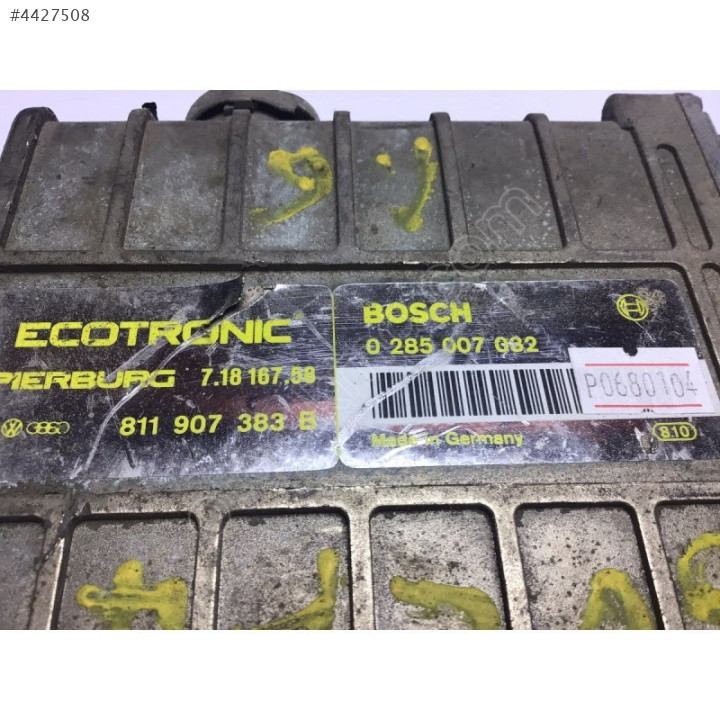 #4427508
ECOTRONIC
PIERBURG 7.18 167,58
811 907 383 B
BOSCH
0 285 007 032
P0680104
Made in Germany
810
.com